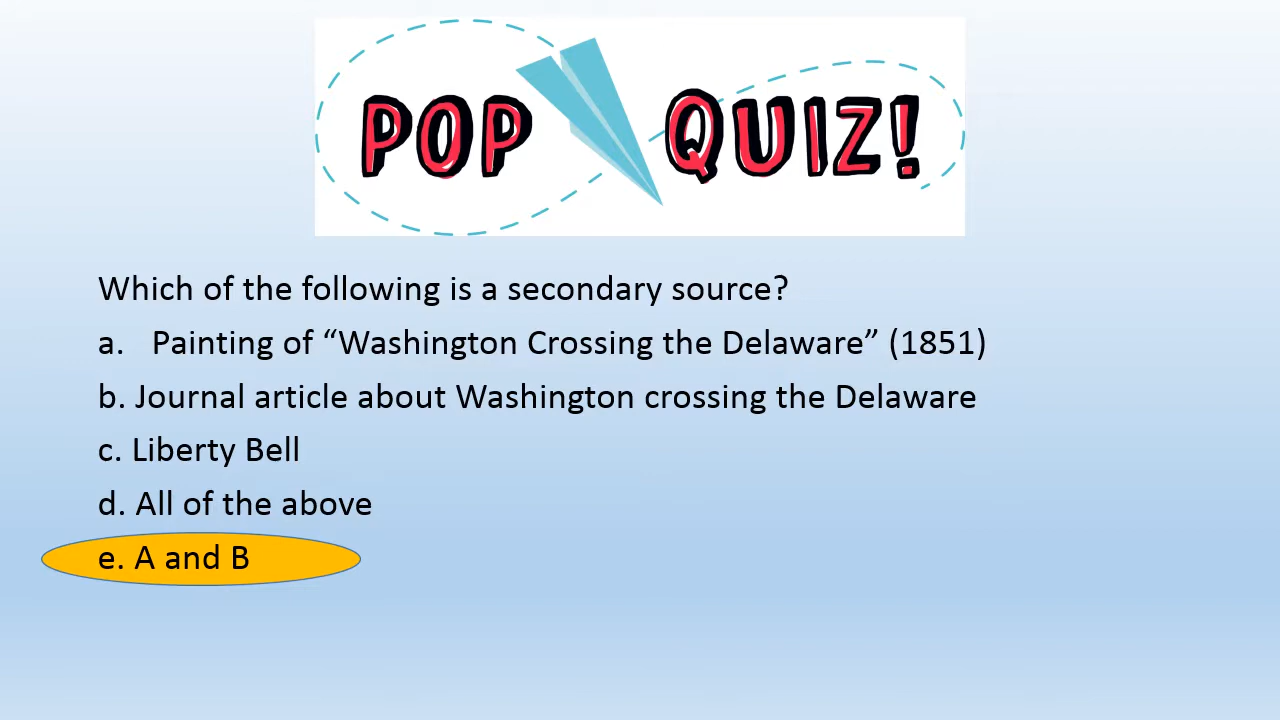 POP QUIZ!
Which of the following is a secondary source?
a. Painting of “Washington Crossing the Delaware” (1851)
b. Journal article about Washington crossing the Delaware
c. Liberty Bell
d. All of the above
e. A and B